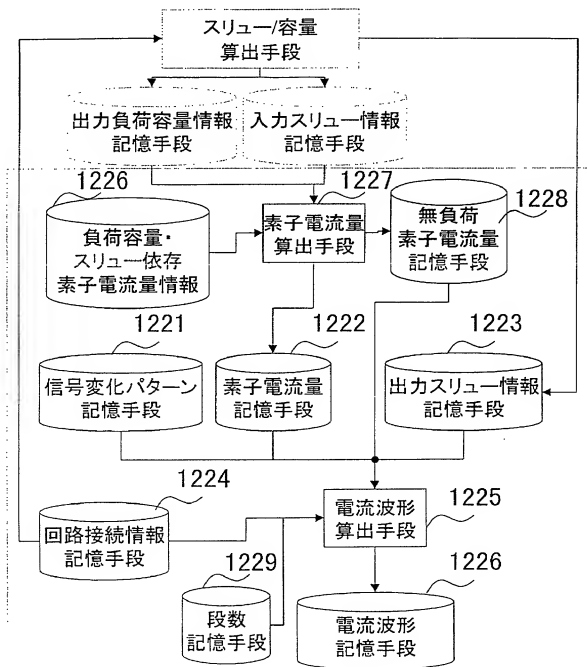 スリュー/容量
算出手段
出力負荷容量情報
記憶手段
入力スリュー情報
記憶手段
1226
1227
1228
負荷容量・
スリュー依存
素子電流量情報
素子電流量
算出手段
無負荷
素子電流量
記憶手段
1221
1222
1223
信号変化パターン
記憶手段
素子電流量
記憶手段
出力スリュー情報
記憶手段
1224
回路接続情報
記憶手段
電流波形
算出手段
1225
1229
段数
記憶手段
1226
電流波形
記憶手段